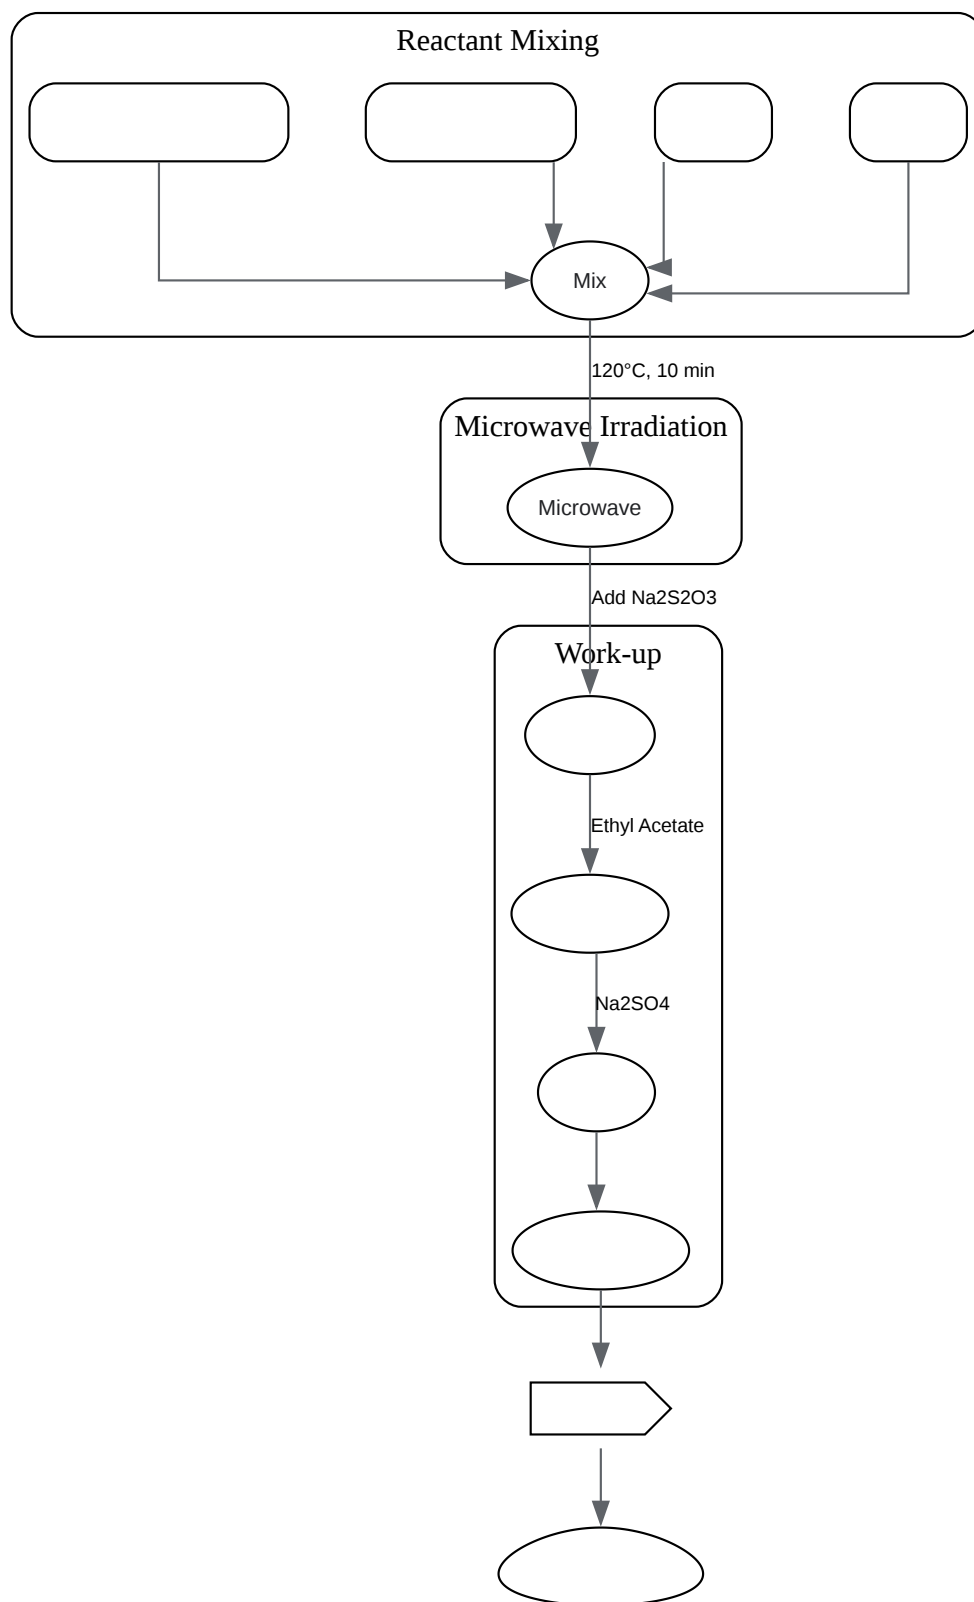 Reactant Mixing
Mix
120°C, 10 min
Microwave Irradiation
Microwave
Add Na2S2O3
Work-up
Ethyl Acetate
Na2SO4